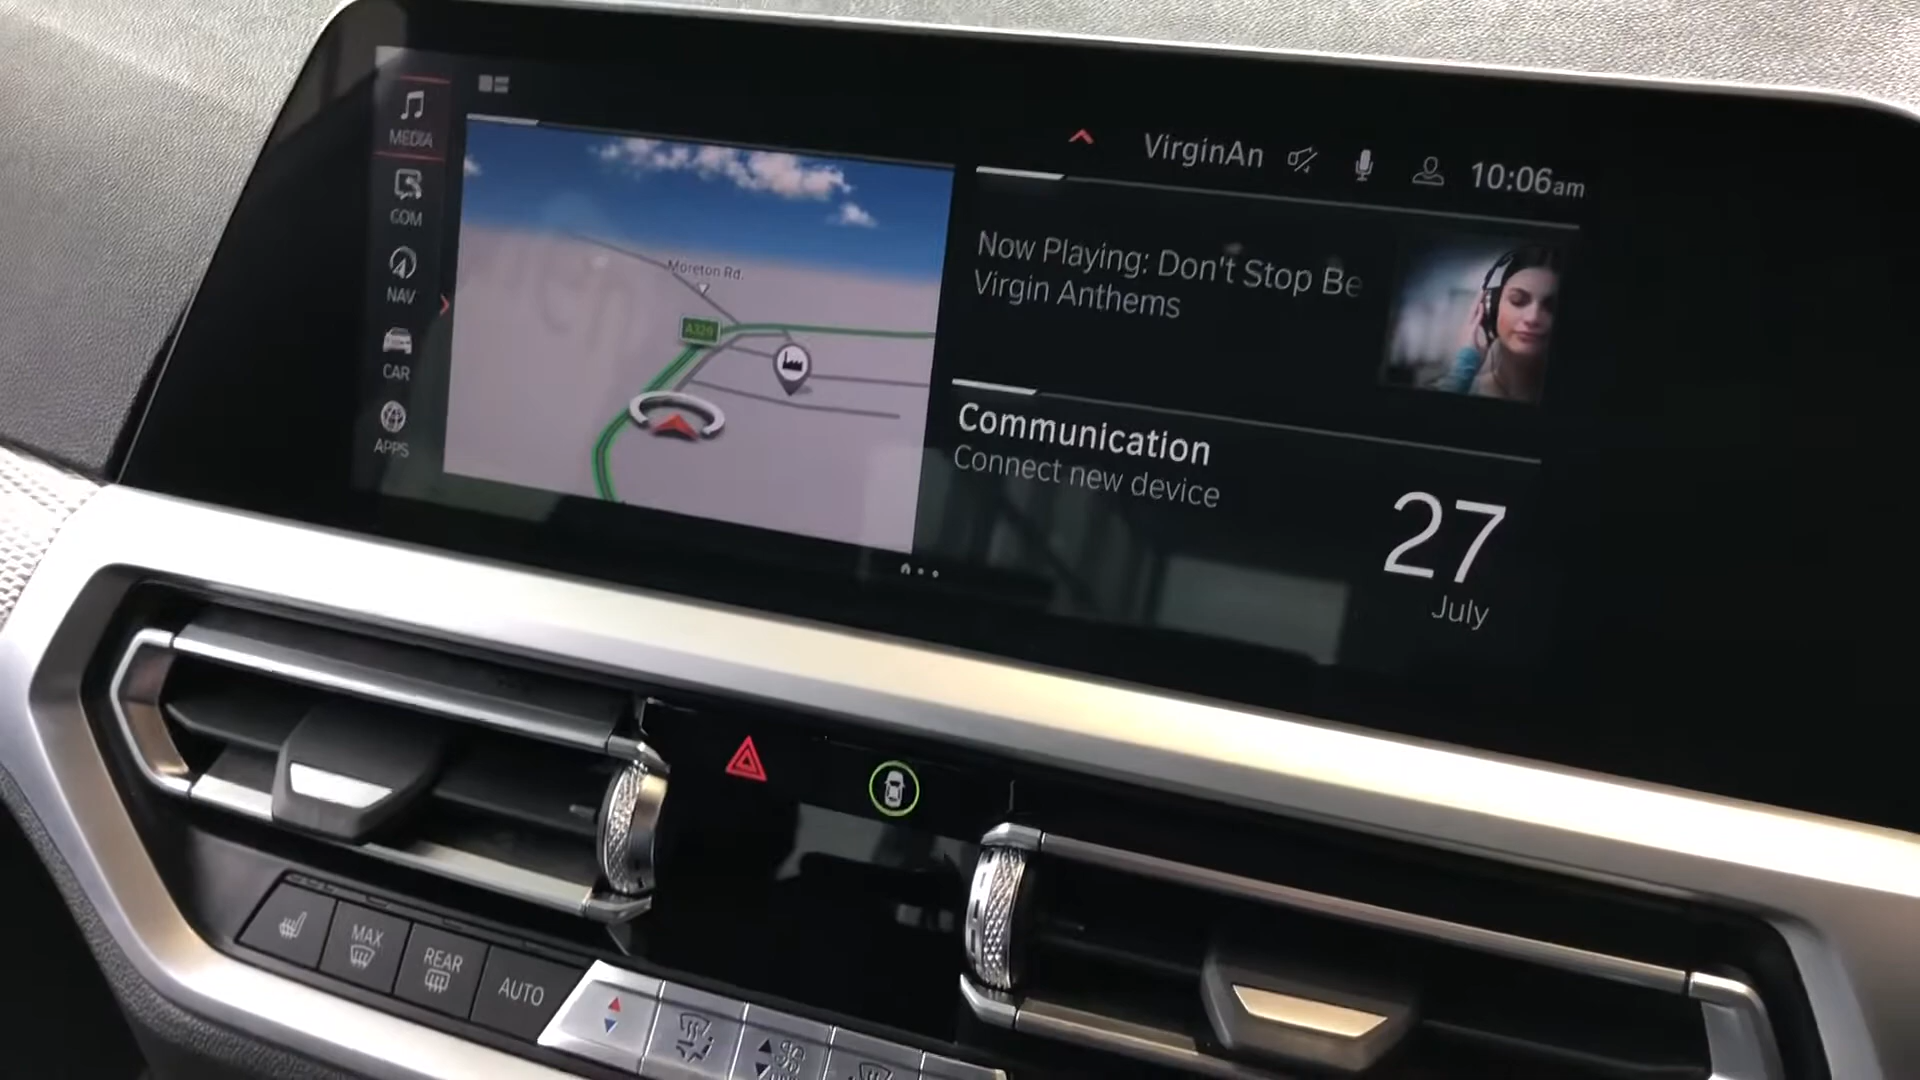 MEDIA
COM
NAV
CAR
APPS
Moreton Rd.
VirginAn
10:06am
Now Playing: Don't Stop Be
Virgin Anthems
Communication
Connect new device
27
July
MAX
REAR
AUTO